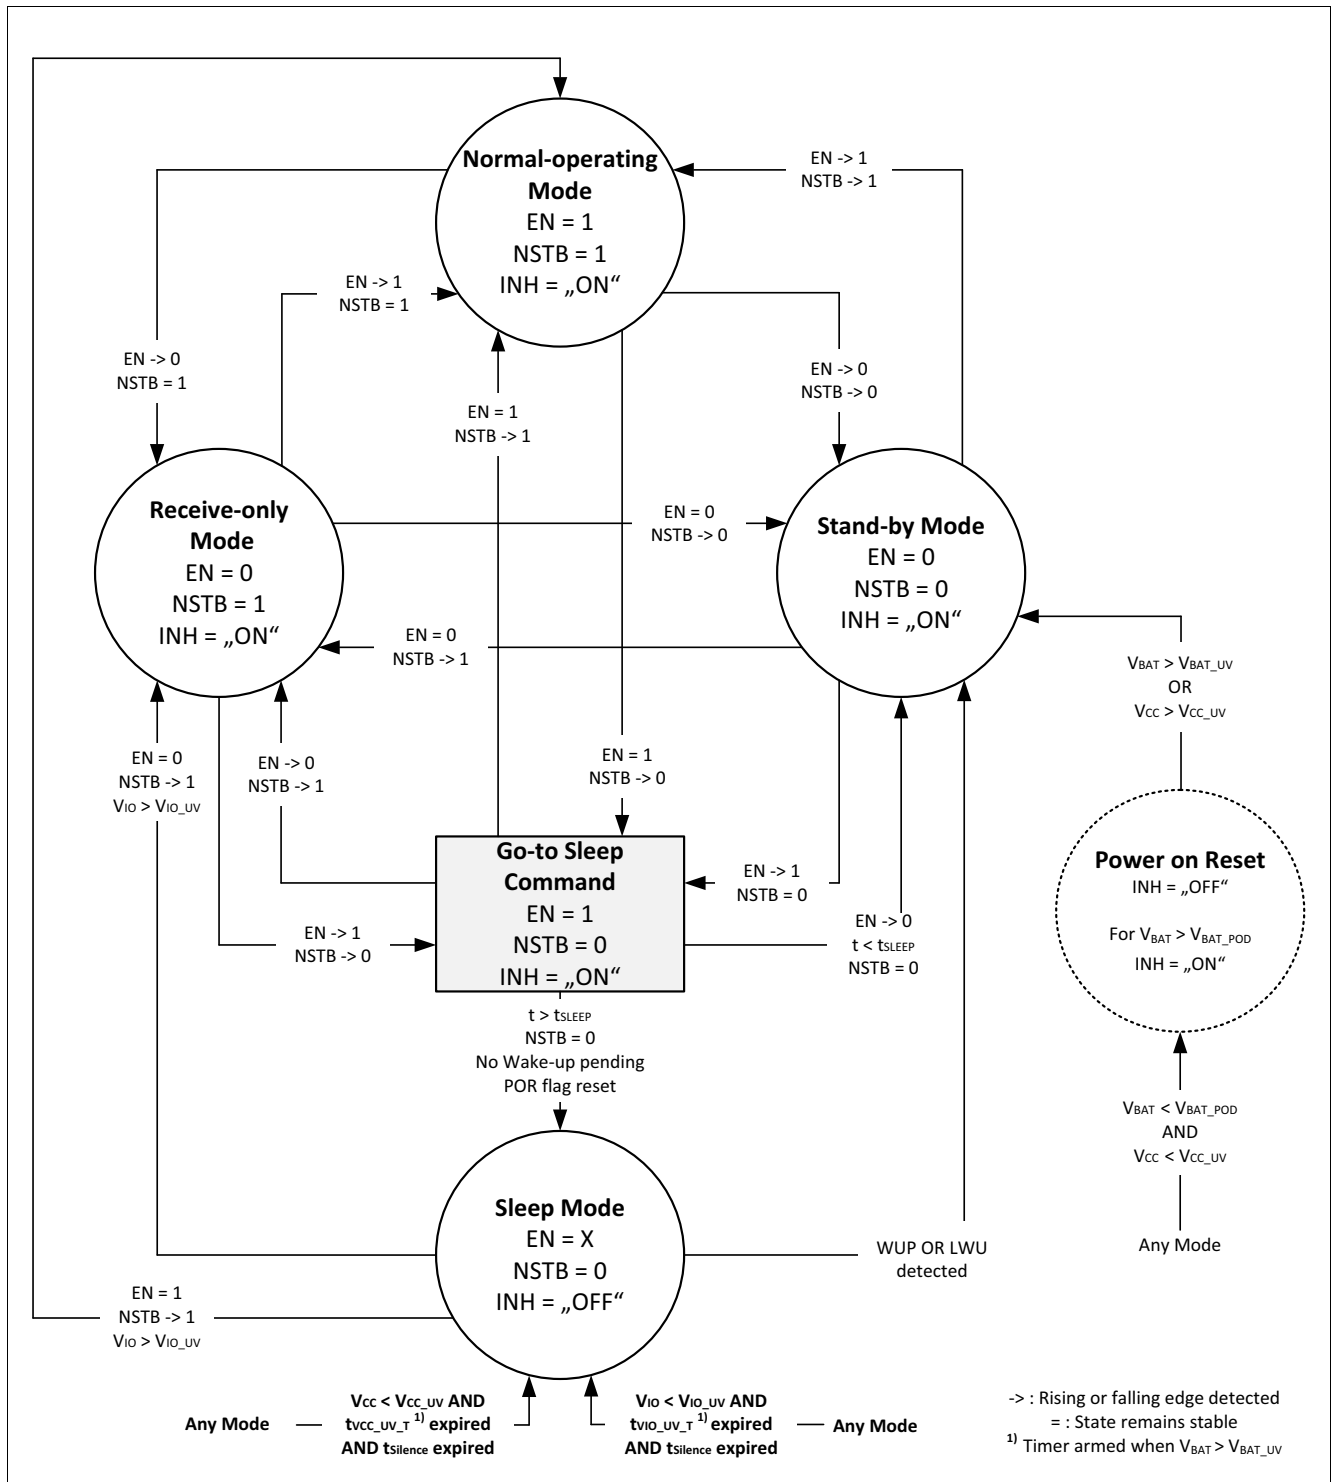 Normal-operating
Mode
EN = 1
NSTB = 1
INH = „ON“
EN -> 1
NSTB -> 1
EN -> 1
NSTB = 1
EN -> 0
NSTB = 1
EN -> 0
NSTB -> 0
EN = 1
NSTB -> 1
Receive-only
Mode
EN = 0
NSTB = 1
INH = „ON“
EN = 0
NSTB -> 0
Stand-by Mode
EN = 0
NSTB = 0
INH = „ON“
EN = 0
NSTB -> 1
VBAT > VBAT_UV
OR
VCC > VCC_UV
EN = 0
NSTB -> 1
VIO > VIO_UV
EN -> 0
NSTB -> 1
EN = 1
NSTB -> 0
Go-to Sleep
Command
EN = 1
NSTB = 0
INH = „ON“
EN -> 1
NSTB = 0
EN -> 1
NSTB -> 0
EN -> 0
t < tSLEEP
NSTB = 0
Power on Reset
INH = „OFF“
For VBAT > VBAT_POD
INH = „ON“
t > tSLEEP
NSTB = 0
No Wake-up pending
POR flag reset
VBAT < VBAT_POD
AND
VCC < VCC_UV
Any Mode
Sleep Mode
EN = X
NSTB = 0
INH = „OFF“
WUP OR LWU
detected
EN = 1
NSTB -> 1
VIO > VIO_UV
Any Mode
VCC < VCC_UV AND
tVCC_UV_T 1) expired
AND tSilence expired
VIO < VIO_UV AND
tVIO_UV_T 1) expired
AND tSilence expired
Any Mode
-> : Rising or falling edge detected
= : State remains stable
1) Timer armed when VBAT > VBAT_UV